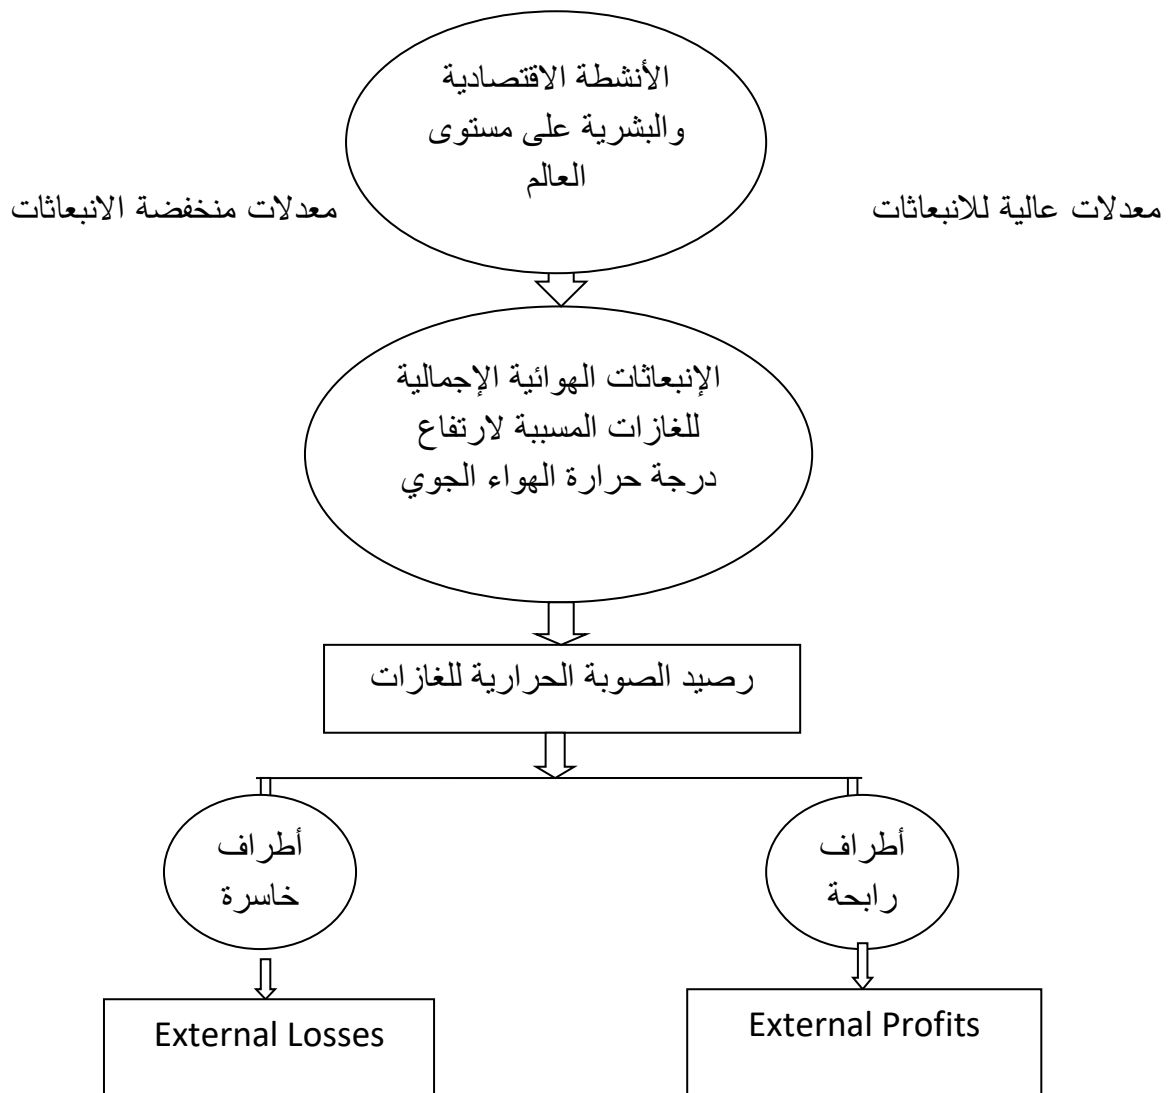 الأنشطة الاقتصادية
والبشرية على مستوى
العالم
معدلات عالية للانبعاثات
معدلات منخفضة الانبعاثات
الإنبعاثات الهوائية الإجمالية
للغازات المسببة لارتفاع
درجة حرارة الهواء الجوي
رصيد الصوبة الحرارية للغازات
أطراف
رابحة
أطراف
خاسرة
External Profits
External Losses